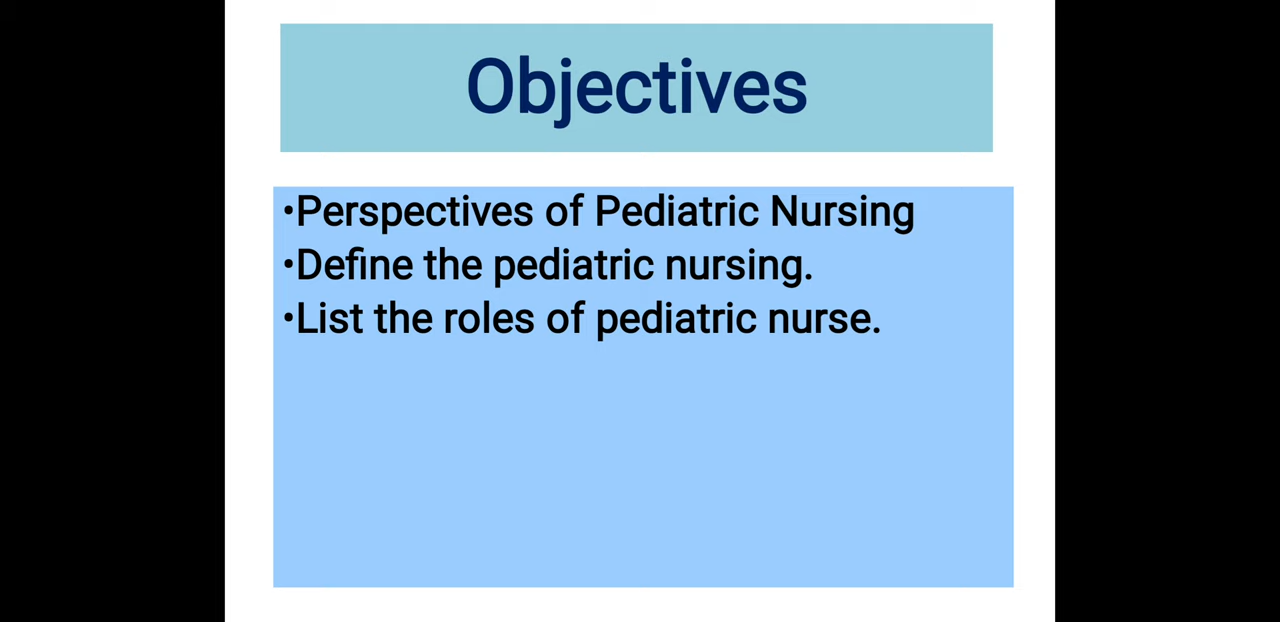 Objectives
•Perspectives of Pediatric Nursing
•Define the pediatric nursing.
•List the roles of pediatric nurse.